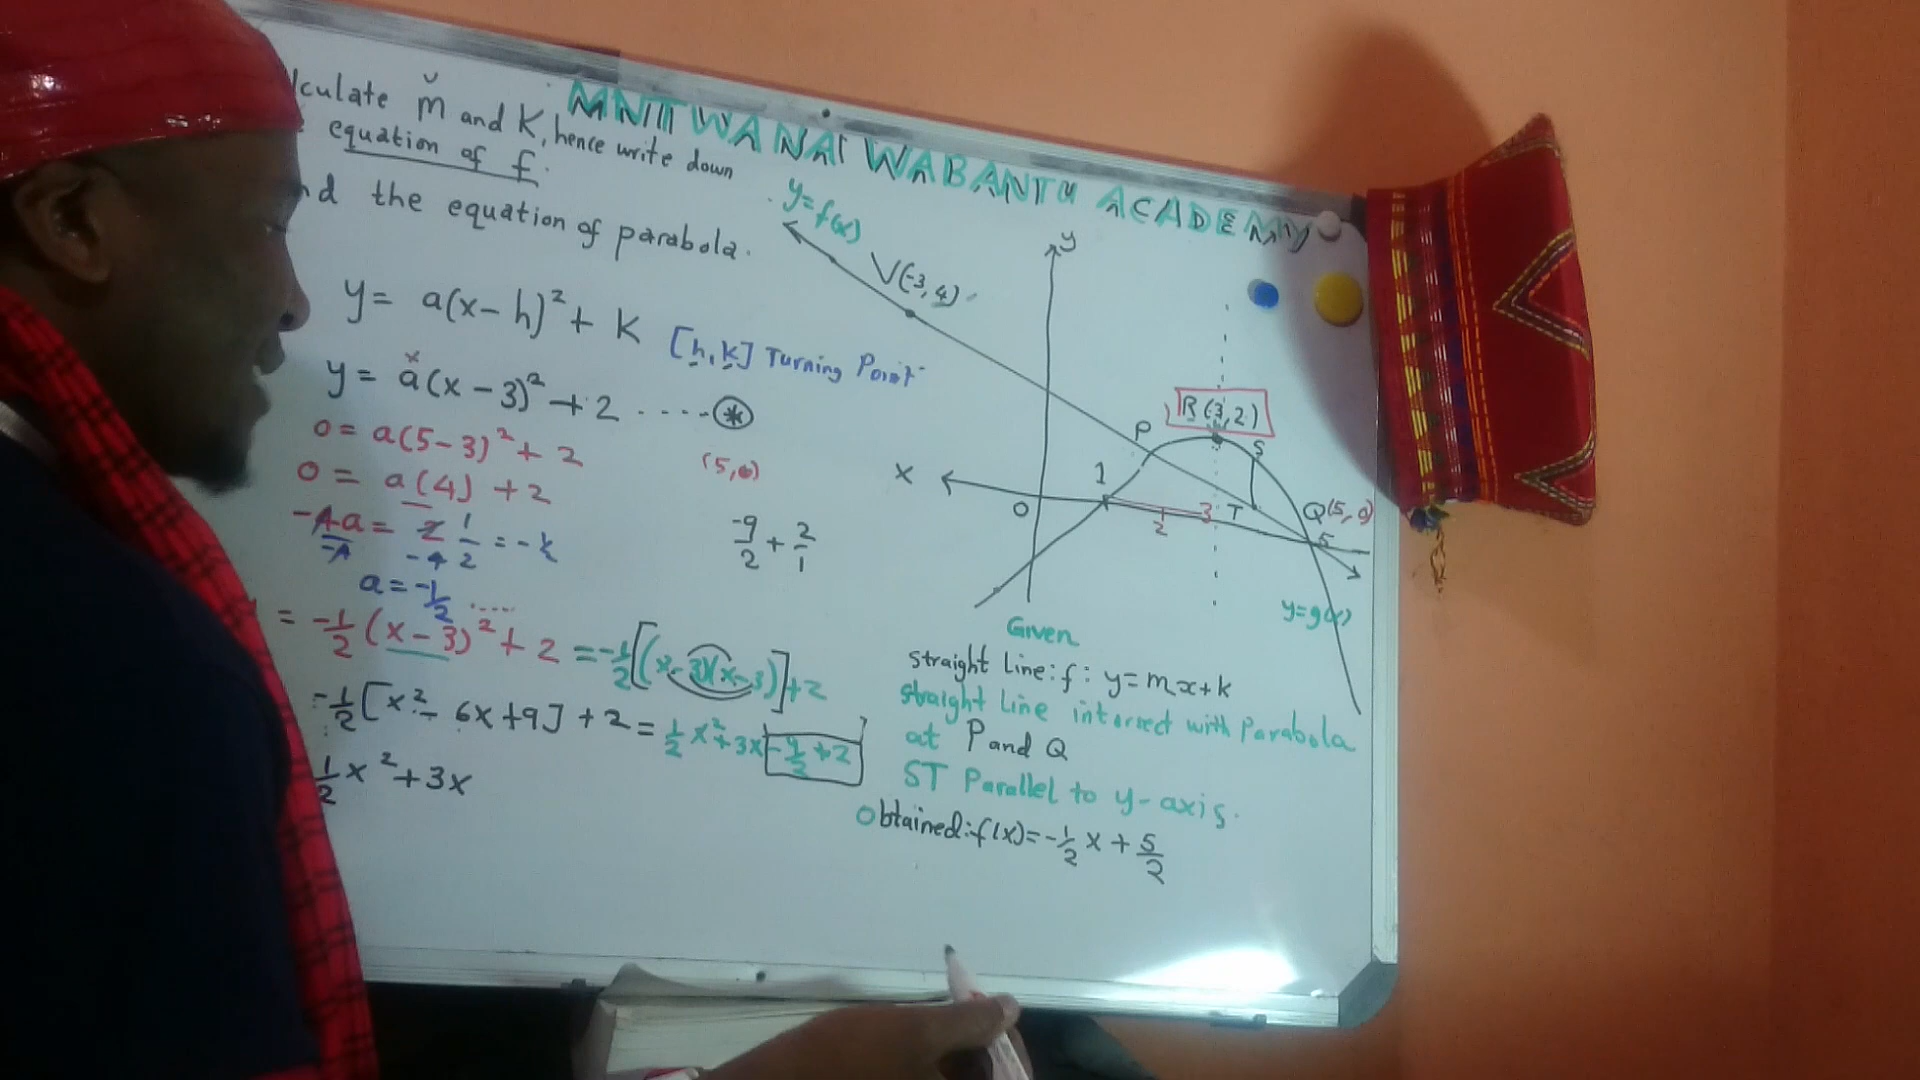 MNTWANA WABANTU ACADEMY
lculate m and K, hence write down
equation of f.
nd the equation of parabola.
y = a(x-h)² + K
[h,k] Turning Point
y = a(x-3)² + 2 ..... *
0 = a(5-3)² + 2
(5,0)
0 = a(4) + 2
-4a = 2
-4 -4
1/2
a = -1/2
-9/2 + 2/1
= -1/2 (x-3)² + 2 = -1/2[(x-3)(x-3)]+2
= -1/2 [x² - 6x + 9] + 2 = 1/2 x² + 3x - 9/2 + 2
1/2 x² + 3x
y=f(x)
V(-3,4)
y
R(3,2)
P
S
x
1
O
2
3
T
Q(5,0)
5
y=g(x)
Given
straight Line: f: y=mx+k
straight Line intersect with Parabola
at P and Q
ST Parallel to y-axis.
Obtained: f(x) = -1/2 x + 5/2